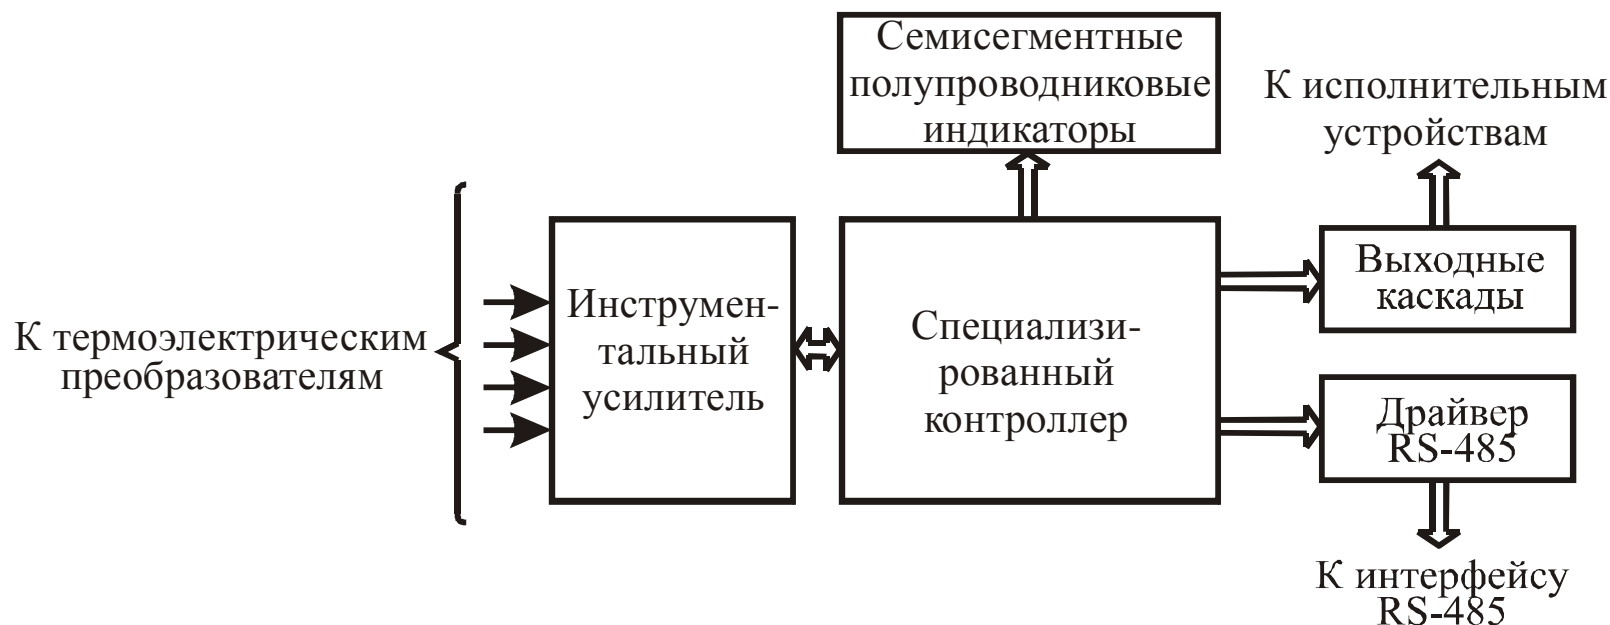 Семисегментные
полупроводниковые
индикаторы
К исполнительным
устройствам
К термоэлектрическим
преобразователям
Инструмен-
тальный
усилитель
Специализи-
рованный
контроллер
Выходные
каскады
Драйвер
RS-485
К интерфейсу
RS-485